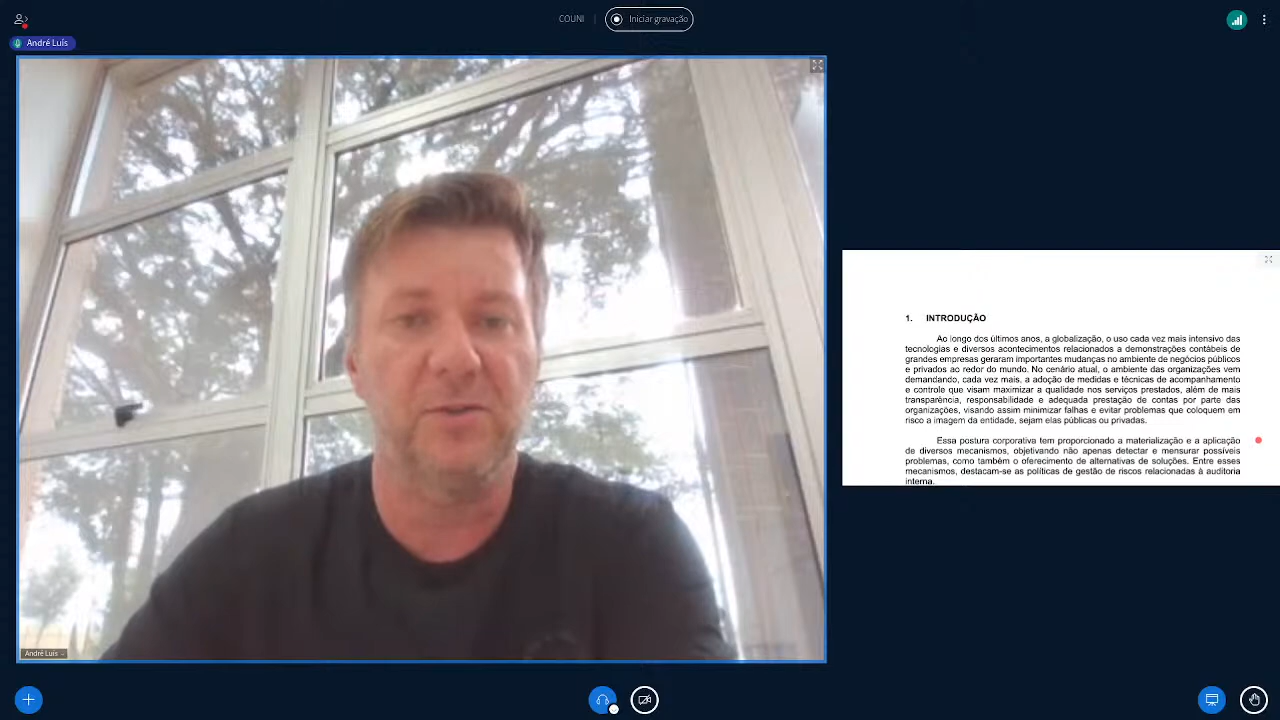 COUNI
Iniciar gravação
André Luís
André Luís
1. INTRODUÇÃO
Ao longo dos últimos anos, a globalização, o uso cada vez mais intensivo das
tecnologias e diversos acontecimentos relacionados a demonstrações contábeis de
grandes empresas geraram importantes mudanças no ambiente de negócios públicos
e privados ao redor do mundo. No cenário atual, o ambiente das organizações vem
demandando, cada vez mais, a adoção de medidas e técnicas de acompanhamento
e controle que visam maximizar a qualidade nos serviços prestados, além de mais
transparência, responsabilidade e adequada prestação de contas por parte das
organizações, visando assim minimizar falhas e evitar problemas que coloquem em
risco a imagem da entidade, sejam elas públicas ou privadas.
Essa postura corporativa tem proporcionado a materialização e a aplicação
de diversos mecanismos, objetivando não apenas detectar e mensurar possíveis
problemas, como também o oferecimento de alternativas de soluções. Entre esses
mecanismos, destacam-se as políticas de gestão de riscos relacionadas à auditoria
interna.